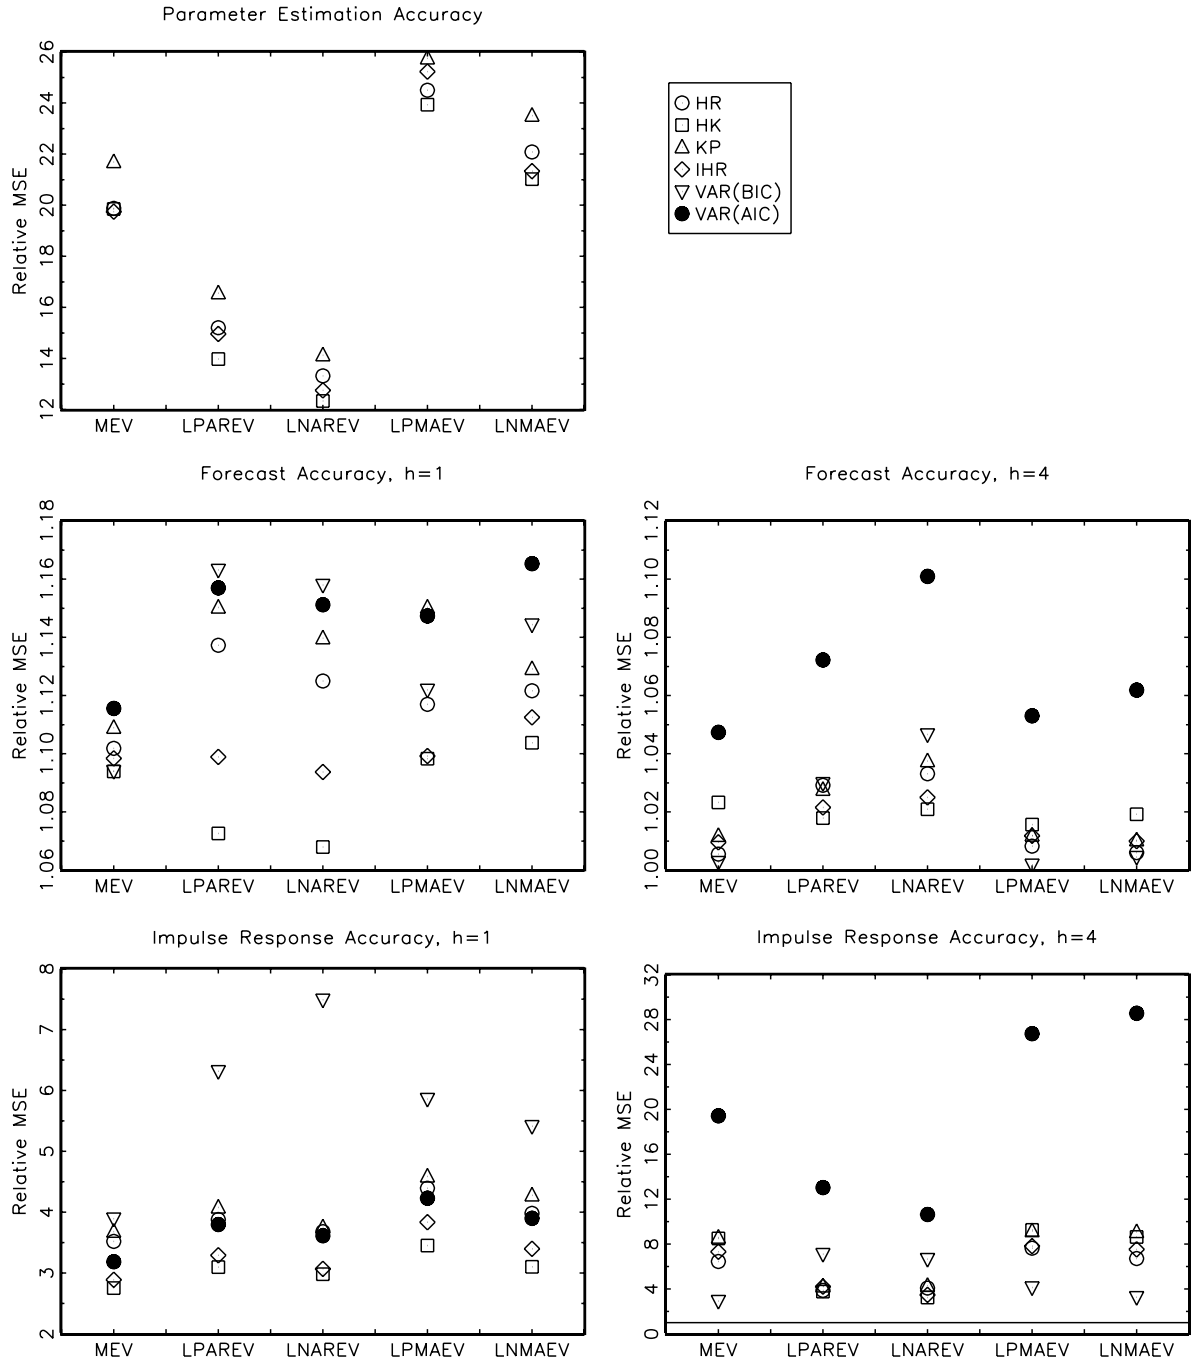 Parameter Estimation Accuracy
Relative MSE
26
24
22
20
18
16
14
12
MEV LPAREV LNAREV LPMAEV LNMAEV
HR
HK
KP
IHR
VAR(BIC)
VAR(AIC)
Forecast Accuracy, h=1
Relative MSE
1.18
1.16
1.14
1.12
1.10
1.08
1.06
MEV LPAREV LNAREV LPMAEV LNMAEV
Forecast Accuracy, h=4
Relative MSE
1.12
1.10
1.08
1.06
1.04
1.02
1.00
MEV LPAREV LNAREV LPMAEV LNMAEV
Impulse Response Accuracy, h=1
Relative MSE
8
7
6
5
4
3
2
MEV LPAREV LNAREV LPMAEV LNMAEV
Impulse Response Accuracy, h=4
Relative MSE
32
28
24
20
16
12
8
4
0
MEV LPAREV LNAREV LPMAEV LNMAEV